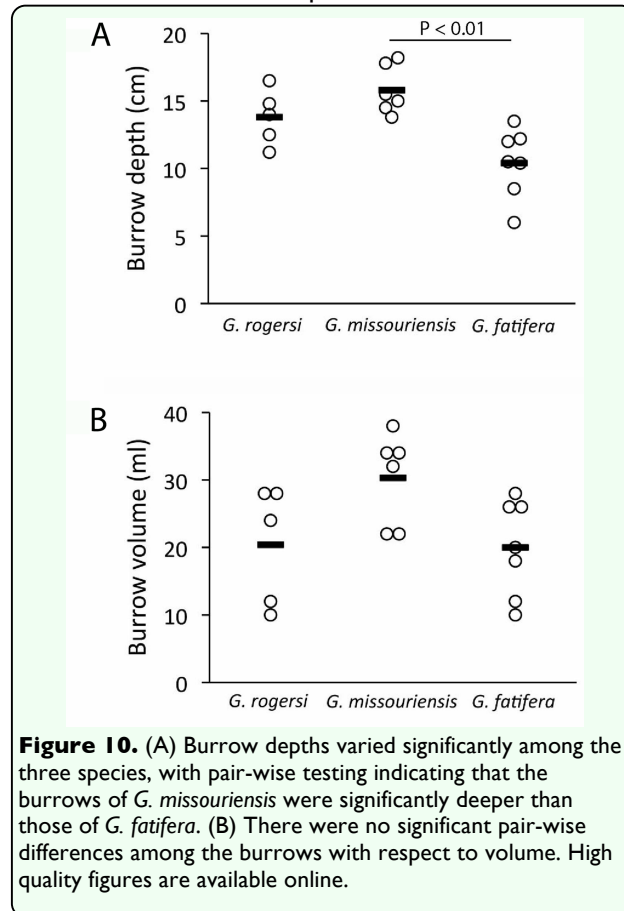 A
P < 0.01
Burrow depth (cm)
20
15
10
5
0
G. rogersi G. missouriensis G. fatifera
B
Burrow volume (ml)
40
30
20
10
0
G. rogersi G. missouriensis G. fatifera
Figure 10. (A) Burrow depths varied significantly among the
three species, with pair-wise testing indicating that the
burrows of G. missouriensis were significantly deeper than
those of G. fatifera. (B) There were no significant pair-wise
differences among the burrows with respect to volume. High
quality figures are available online.